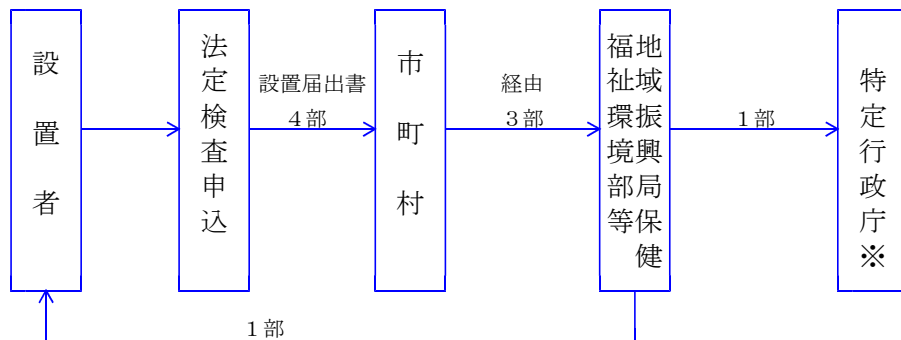 設置者
法定検査申込
設置届出書
4部
市町村
経由
3部
地域振興局保健
福祉環境部等
1部
特定行政庁※
1部